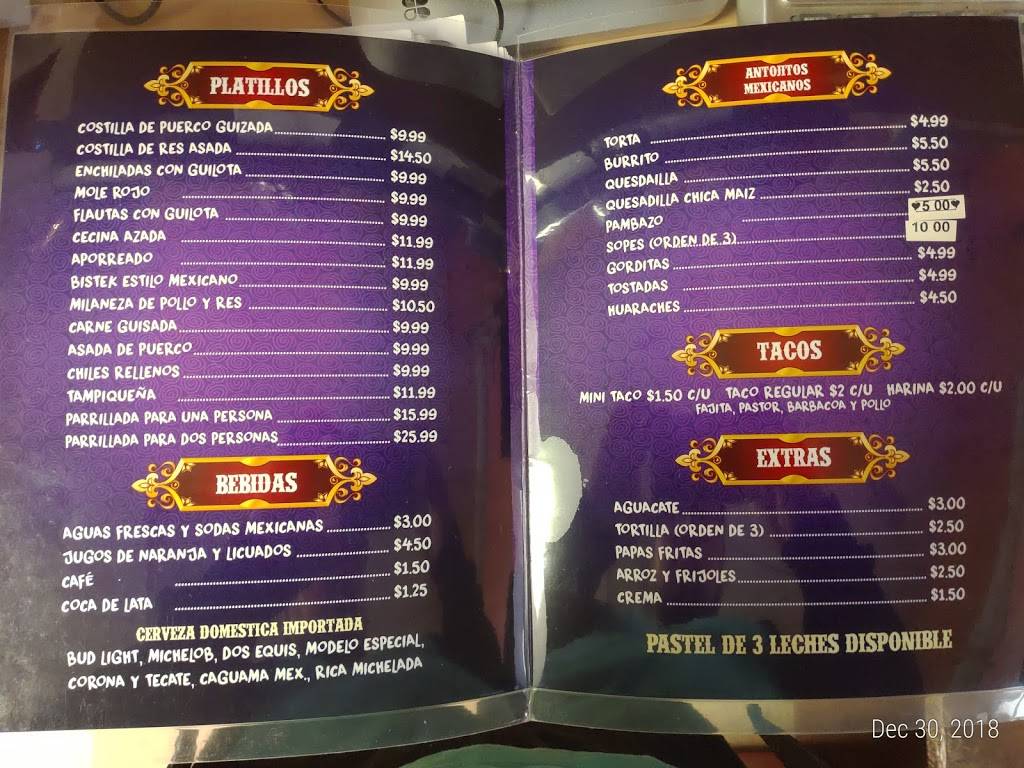 PLATILLOS
COSTILLA DE PUERCO GUIZADA $9.99
COSTILLA DE RES ASADA $14.50
ENCHILADAS CON GUILOTA $9.99
MOLE ROJO $9.99
FLAUTAS CON GUILOTA $9.99
CECINA AZADA $11.99
APORREADO $11.99
BISTEK ESTILO MEXICANO $9.99
MILANEZA DE POLLO Y RES $10.50
CARNE GUISADA $9.99
ASADA DE PUERCO $9.99
CHILES RELLENOS $9.99
TAMPIQUEÑA $11.99
PARRILLADA PARA UNA PERSONA $15.99
PARRILLADA PARA DOS PERSONAS $25.99
BEBIDAS
AGUAS FRESCAS Y SODAS MEXICANAS $3.00
JUGOS DE NARANJA Y LICUADOS $4.50
CAFÉ $1.50
COCA DE LATA $1.25
CERVEZA DOMESTICA IMPORTADA
BUD LIGHT, MICHELOB, DOS EQUIS, MODELO ESPECIAL,
CORONA Y TECATE, CAGUAMA MEX., RICA MICHELADA
ANTOJITOS
MEXICANOS
TORTA $4.99
BURRITO $5.50
QUESDAILLA $5.50
QUESADILLA CHICA MAIZ $2.50
PAMBAZO ♥5 00♥
SOPES (ORDEN DE 3) 10 00
GORDITAS $4.99
TOSTADAS $4.99
HUARACHES $4.50
TACOS
MINI TACO $1.50 C/U TACO REGULAR $2 C/U HARINA $2.00 C/U
FAJITA, PASTOR, BARBACOA Y POLLO
EXTRAS
AGUACATE $3.00
TORTILLA (ORDEN DE 3) $2.50
PAPAS FRITAS $3.00
ARROZ Y FRIJOLES $2.50
CREMA $1.50
PASTEL DE 3 LECHES DISPONIBLE
Dec 30, 2018